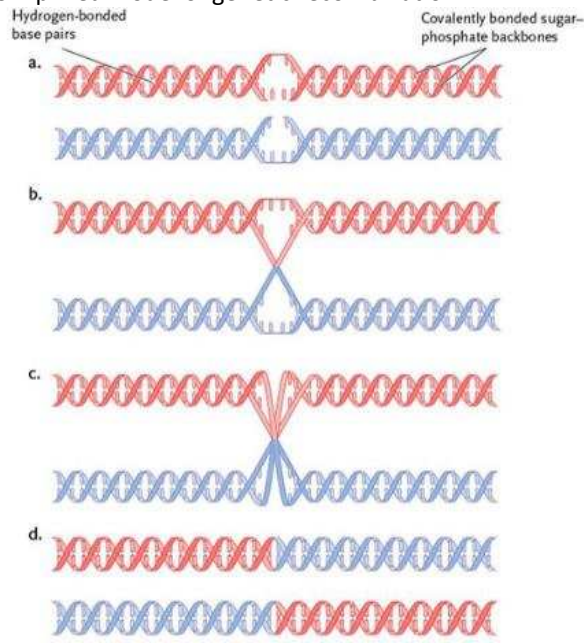 Hydrogen-bonded
base pairs
Covalently bonded sugar–
phosphate backbones
a.
b.
c.
d.